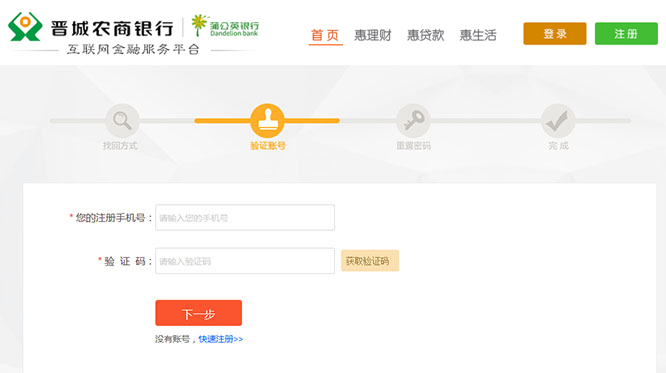 晋城农商银行 蒲公英银行
Dandelion bank
互联网金融服务平台
首 页 惠理财 惠贷款 惠生活 登 录 注 册
找回方式 验证账号 重置密码 完 成
* 您的注册手机号： 请输入您的手机号
* 验 证 码： 请输入验证码 获取验证码
下一步
没有账号，快速注册>>